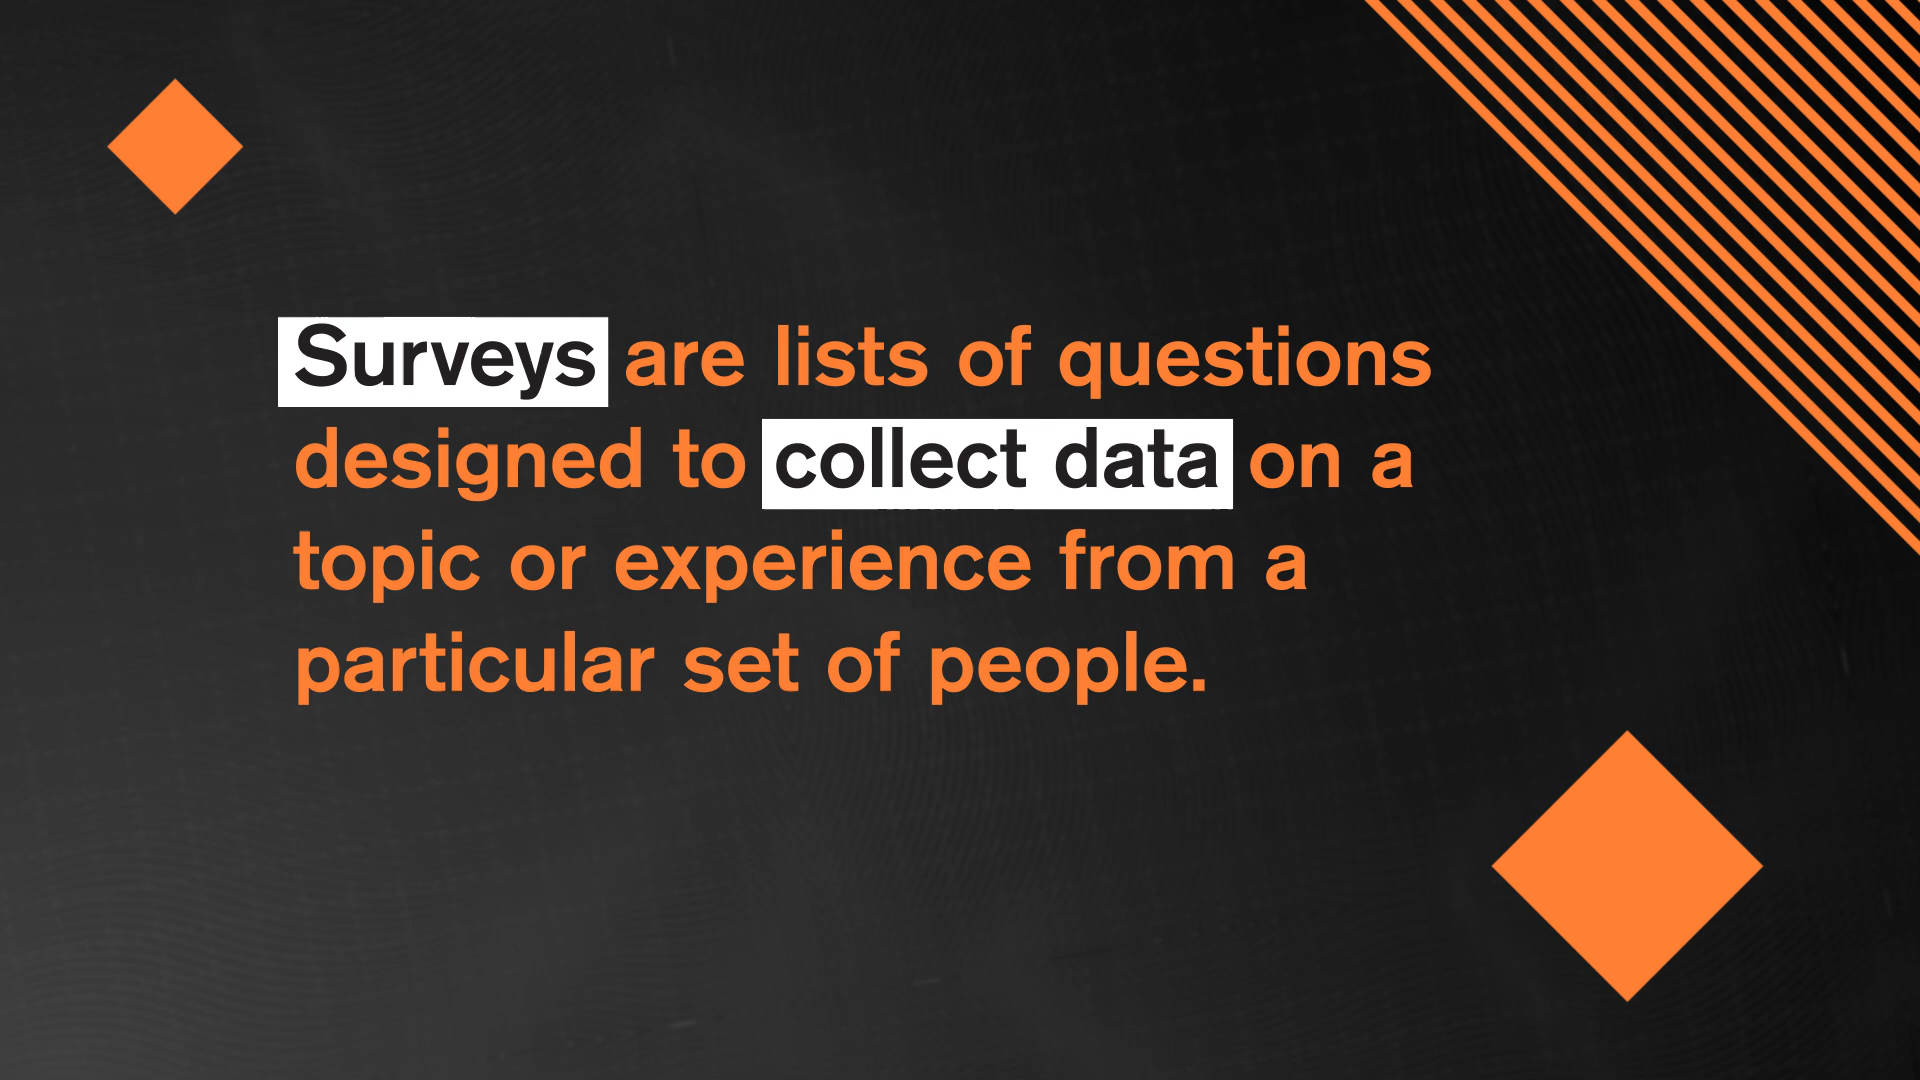 Surveys are lists of questions
designed to collect data on a
topic or experience from a
particular set of people.